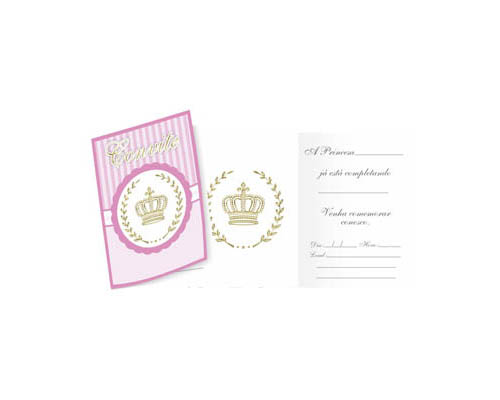 Convite
A Princesa
já está completando
Venha comemorar
conosco.
Dia: / / Hora:
Local: